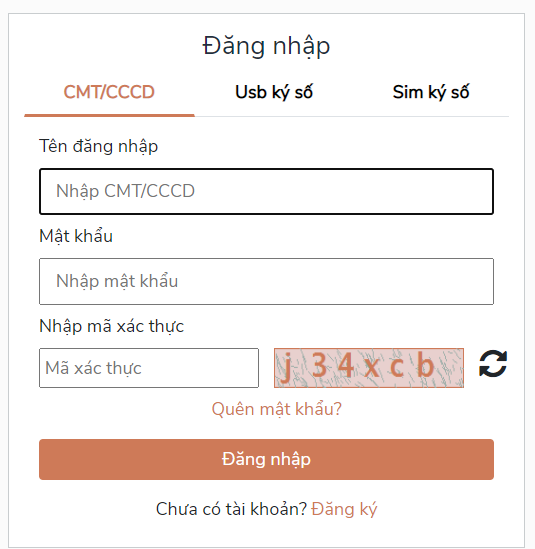 Đăng nhập
CMT/CCCD Usb ký số Sim ký số
Tên đăng nhập
Nhập CMT/CCCD
Mật khẩu
Nhập mật khẩu
Nhập mã xác thực
Mã xác thực j 3 4 x c b
Quên mật khẩu?
Đăng nhập
Chưa có tài khoản? Đăng ký